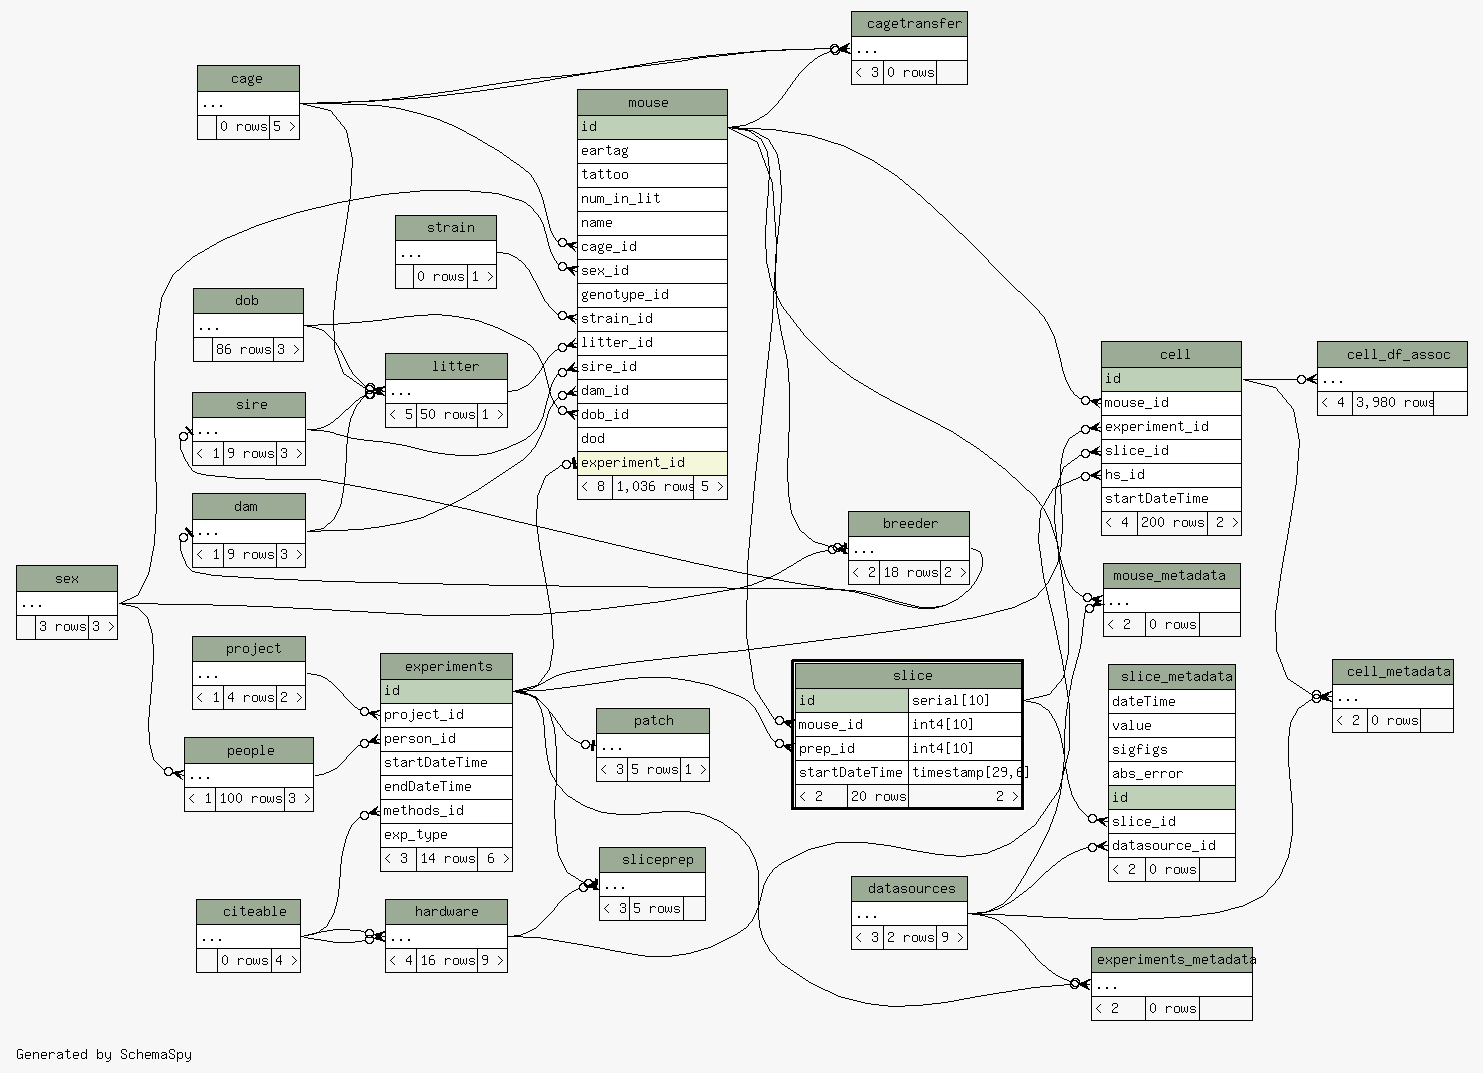 cagetransfer
...
< 3 0 rows
cage
...
0 rows 5 >
mouse
id
eartag
tattoo
num_in_lit
name
cage_id
sex_id
genotype_id
strain_id
litter_id
sire_id
dam_id
dob_id
dod
experiment_id
< 8 1,036 rows 5 >
strain
...
0 rows 1 >
dob
...
86 rows 3 >
litter
...
< 5 50 rows 1 >
sire
...
< 1 9 rows 3 >
dam
...
< 1 9 rows 3 >
cell
id
mouse_id
experiment_id
slice_id
hs_id
startDateTime
< 4 200 rows 2 >
cell_df_assoc
...
< 4 3,980 rows
breeder
...
< 2 18 rows 2 >
sex
...
3 rows 3 >
mouse_metadata
...
< 2 0 rows
project
...
< 1 4 rows 2 >
experiments
id
project_id
person_id
startDateTime
endDateTime
methods_id
exp_type
< 3 14 rows 6 >
people
...
< 1 100 rows 3 >
patch
...
< 3 5 rows 1 >
slice
id serial[10]
mouse_id int4[10]
prep_id int4[10]
startDateTime timestamp[29,6]
< 2 20 rows 2 >
slice_metadata
dateTime
value
sigfigs
abs_error
id
slice_id
datasource_id
< 2 0 rows
cell_metadata
...
< 2 0 rows
sliceprep
...
< 3 5 rows
citeable
...
0 rows 4 >
hardware
...
< 4 16 rows 9 >
datasources
...
< 3 2 rows 9 >
experiments_metadata
...
< 2 0 rows
Generated by SchemaSpy